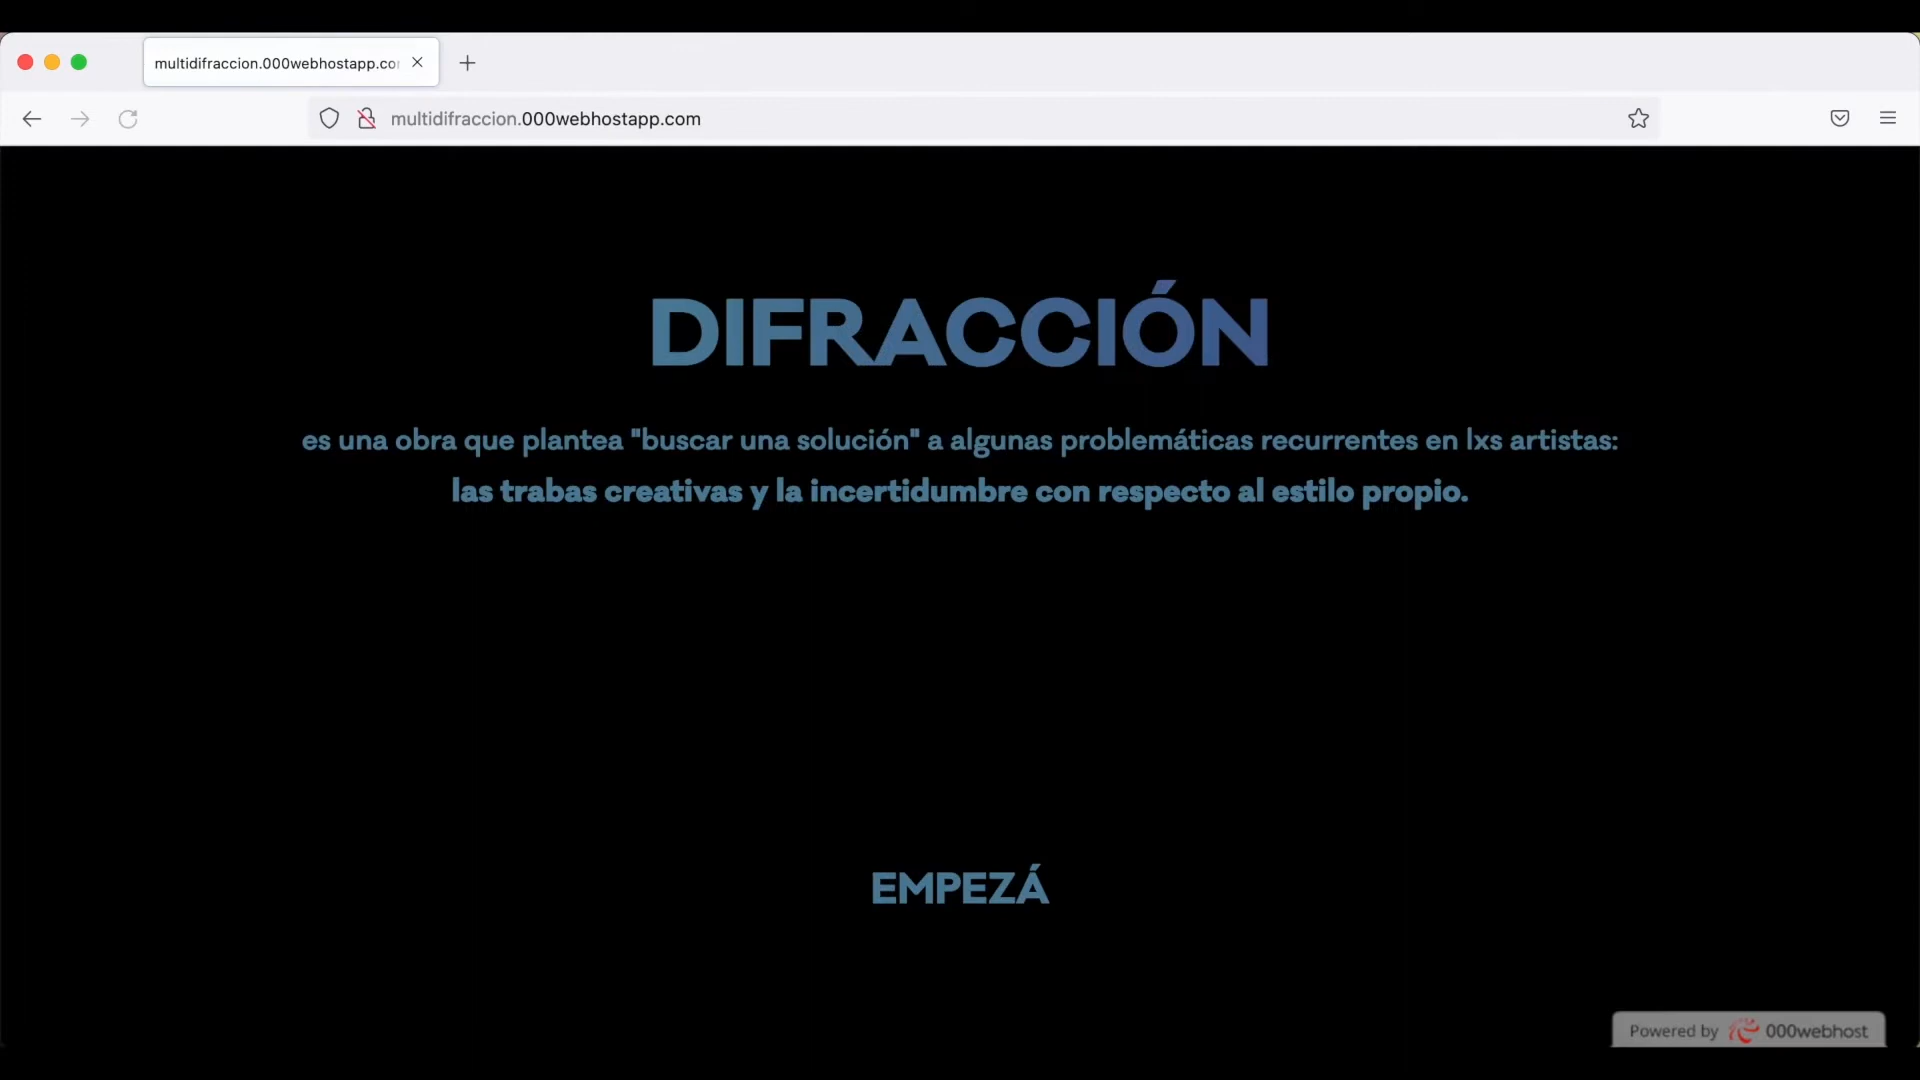 multidifraccion.000webhostapp.co
multidifraccion.000webhostapp.com
DIFRACCIÓN
es una obra que plantea "buscar una solución" a algunas problemáticas recurrentes en lxs artistas:
las trabas creativas y la incertidumbre con respecto al estilo propio.
EMPEZÁ
Powered by 000webhost